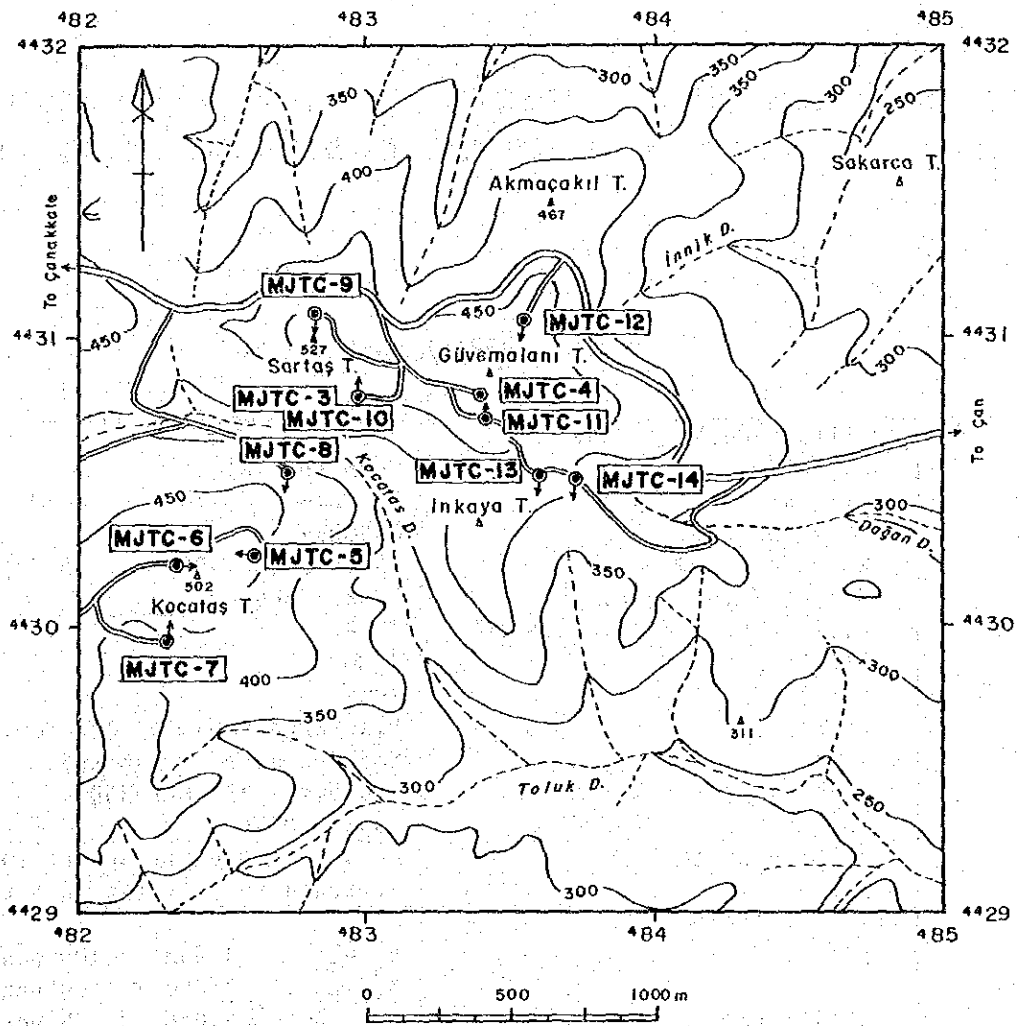 482
483
484
485
4432
4432
350
300
350
350
300
250
400
Akmaçakıl T.
467
Sakarca T.
To Çanakkale
İnnik D.
MJTC-9
450
MJTC-12
4431
4431
450
527
Sartaş T.
Güvemalanı T.
300
MJTC-3
MJTC-10
MJTC-4
MJTC-11
To Çan
MJTC-8
Kocataş D.
MJTC-13
MJTC-14
450
İnkaya T.
300
Dağan D.
MJTC-6
MJTC-5
502
Kocataş T.
350
4430
4430
MJTC-7
400
300
350
311
300
Toluk D.
250
300
4429
4429
482
483
484
485
0 500 1000m